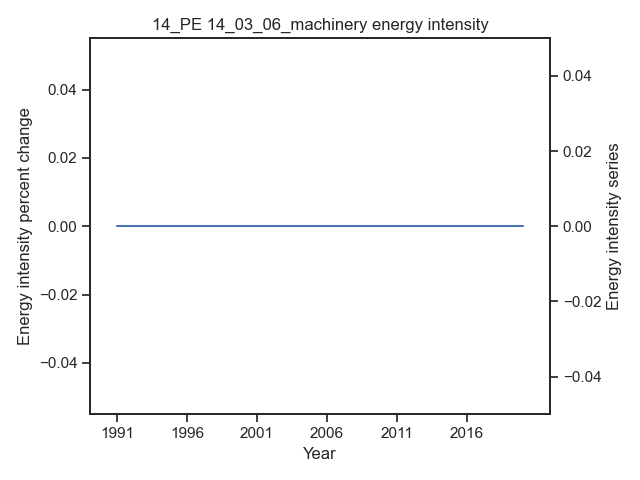 14_PE 14_03_06_machinery energy intensity
Energy intensity percent change
0.04
0.02
0.00
−0.02
−0.04
0.04
0.02
0.00
−0.02
−0.04
Energy intensity series
1991 1996 2001 2006 2011 2016
Year